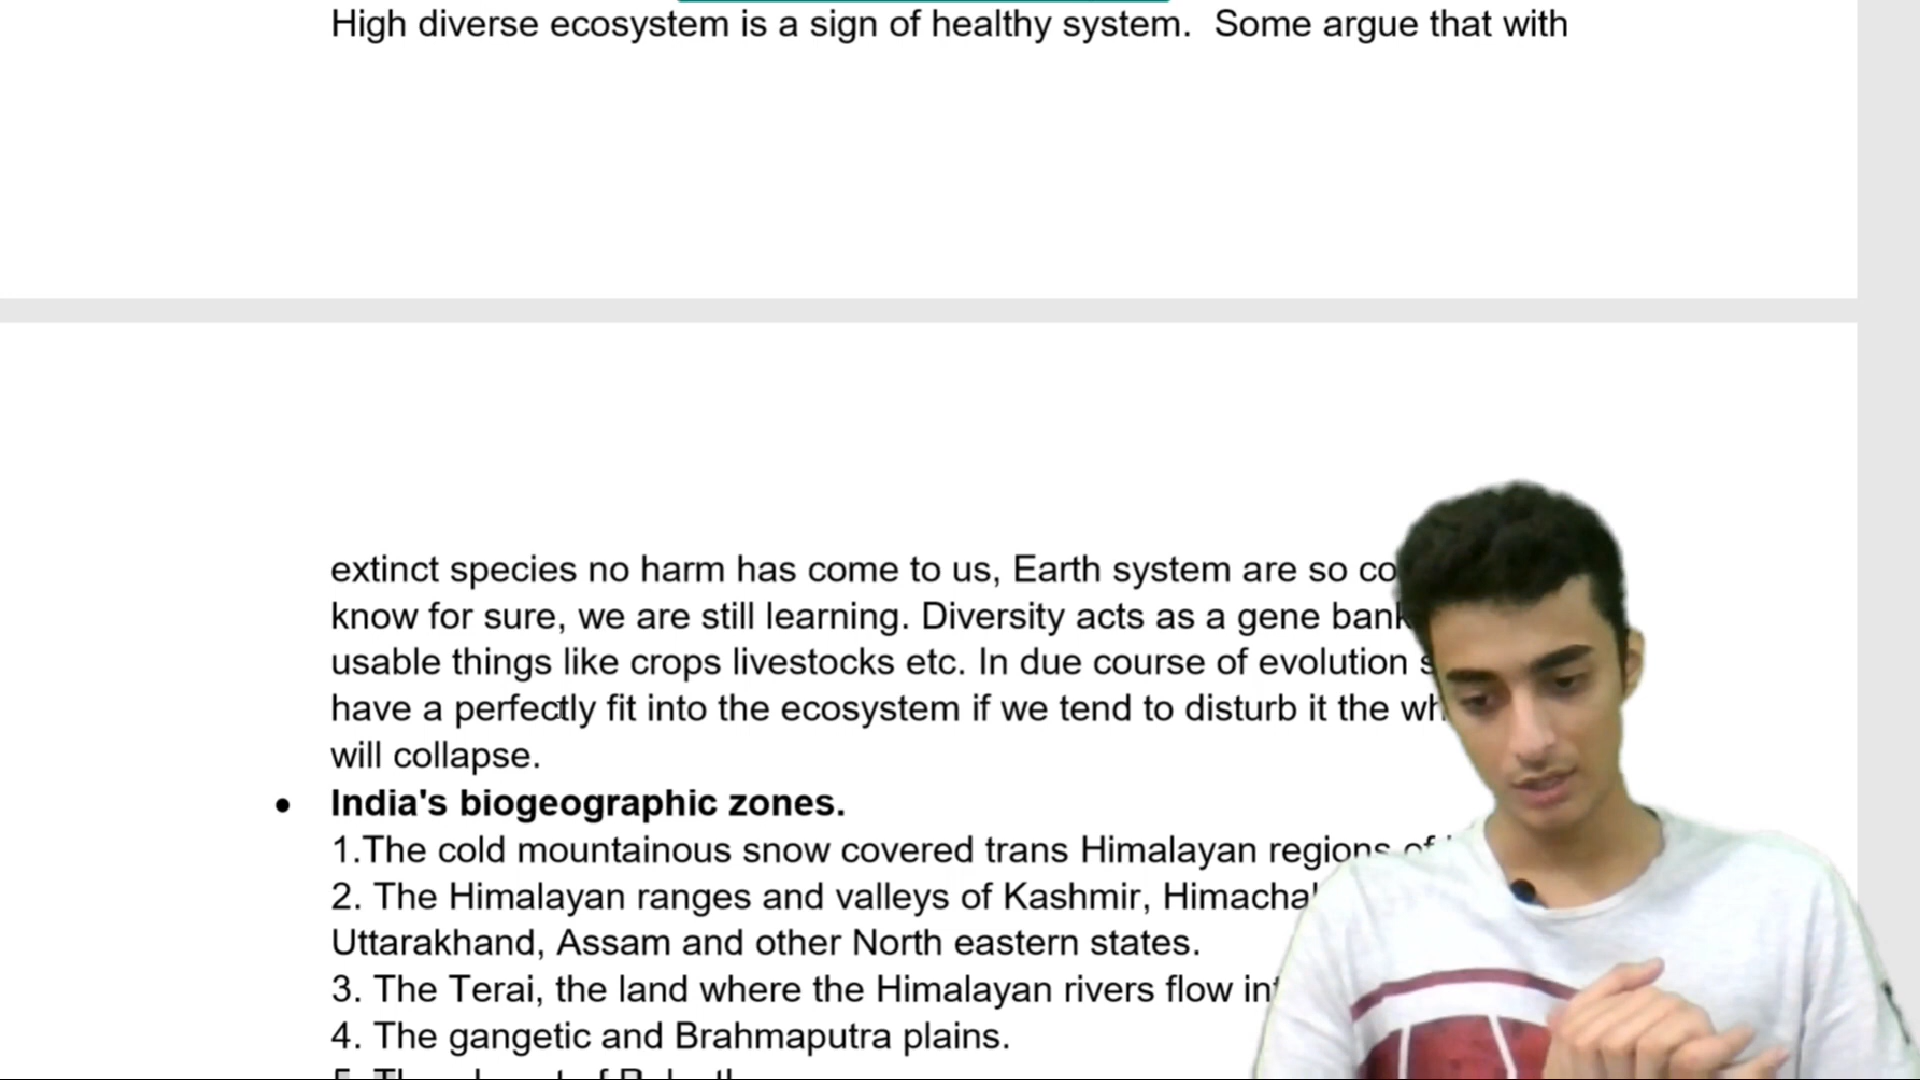 High diverse ecosystem is a sign of healthy system. Some argue that with
extinct species no harm has come to us, Earth system are so
know for sure, we are still learning. Diversity acts as a gene bank
usable things like crops livestocks etc. In due course of evolution
have a perfectly fit into the ecosystem if we tend to disturb it the
will collapse.
• India's biogeographic zones.
1.The cold mountainous snow covered trans Himalayan regions of
2. The Himalayan ranges and valleys of Kashmir, Himachal
Uttarakhand, Assam and other North eastern states.
3. The Terai, the land where the Himalayan rivers flow
4. The gangetic and Brahmaputra plains.